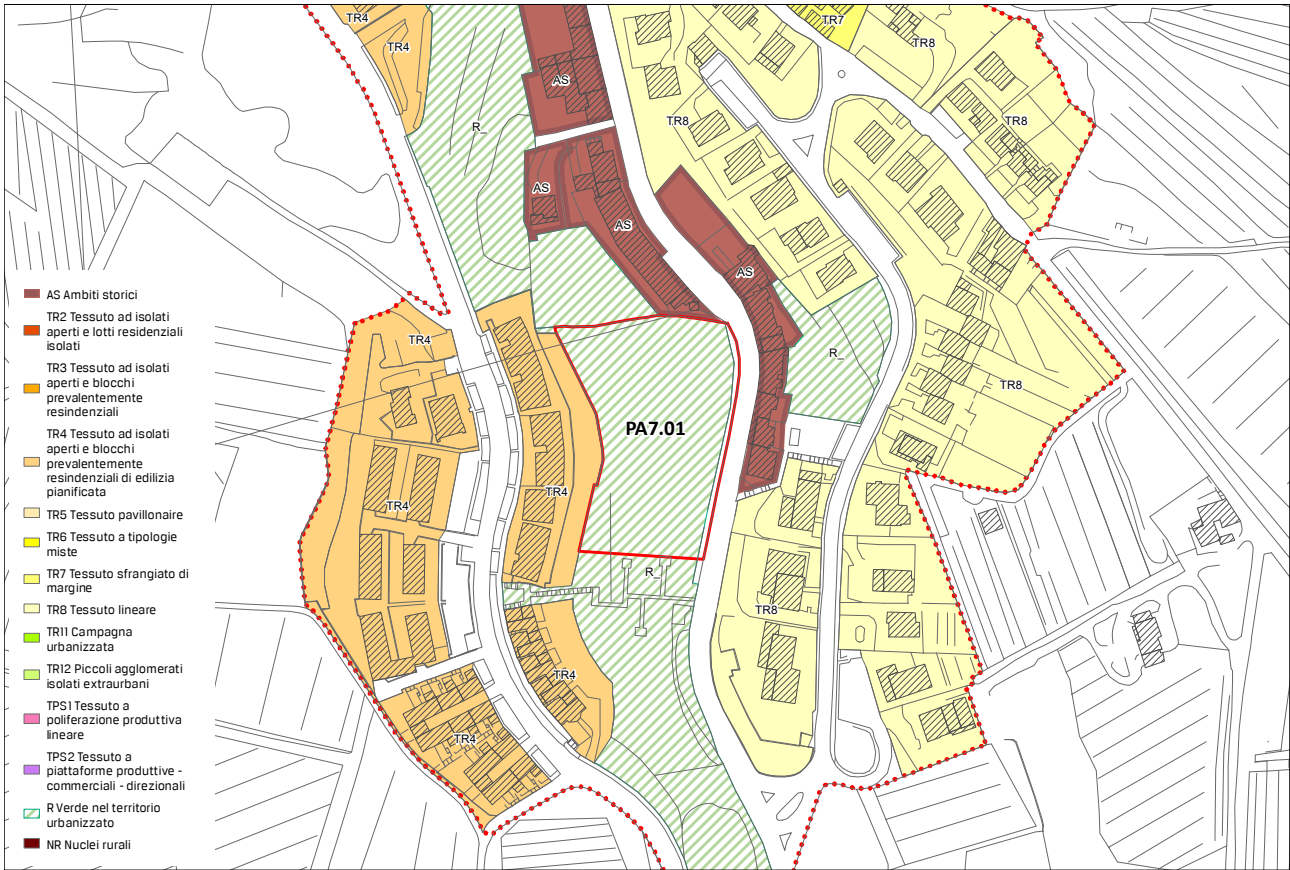 TR4
TR4
TR7
TR8
AS
R_
TR8
TR8
AS
AS
AS
TR4
R_
TR8
PA7.01
TR4
TR4
R_
TR8
TR4
TR4
AS Ambiti storici
TR2 Tessuto ad isolati
aperti e lotti residenziali
isolati
TR3 Tessuto ad isolati
aperti e blocchi
prevalentemente
resindenziali
TR4 Tessuto ad isolati
aperti e blocchi
prevalentemente
resindenziali di edilizia
pianificata
TR5 Tessuto pavillonaire
TR6 Tessuto a tipologie
miste
TR7 Tessuto sfrangiato di
margine
TR8 Tessuto lineare
TR11 Campagna
urbanizzata
TR12 Piccoli agglomerati
isolati extraurbani
TPS1 Tessuto a
poliferazione produttiva
lineare
TPS2 Tessuto a
piattaforme produttive -
commerciali - direzionali
R Verde nel territorio
urbanizzato
NR Nuclei rurali